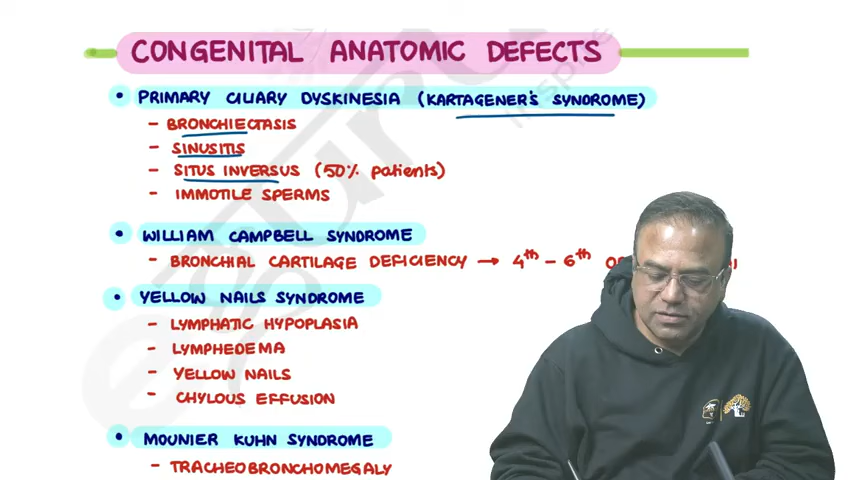 CONGENITAL ANATOMIC DEFECTS
• PRIMARY CILIARY DYSKINESIA (KARTAGENER'S SYNDROME)
- BRONCHIECTASIS
- SINUSITIS
- SITUS INVERSUS (50% patients)
- IMMOTILE SPERMS
• WILLIAM CAMPBELL SYNDROME
- BRONCHIAL CARTILAGE DEFICIENCY → 4th - 6th
• YELLOW NAILS SYNDROME
- LYMPHATIC HYPOPLASIA
- LYMPHEDEMA
- YELLOW NAILS
- CHYLOUS EFFUSION
• MOUNIER KUHN SYNDROME
- TRACHEOBRONCHOMEGALY